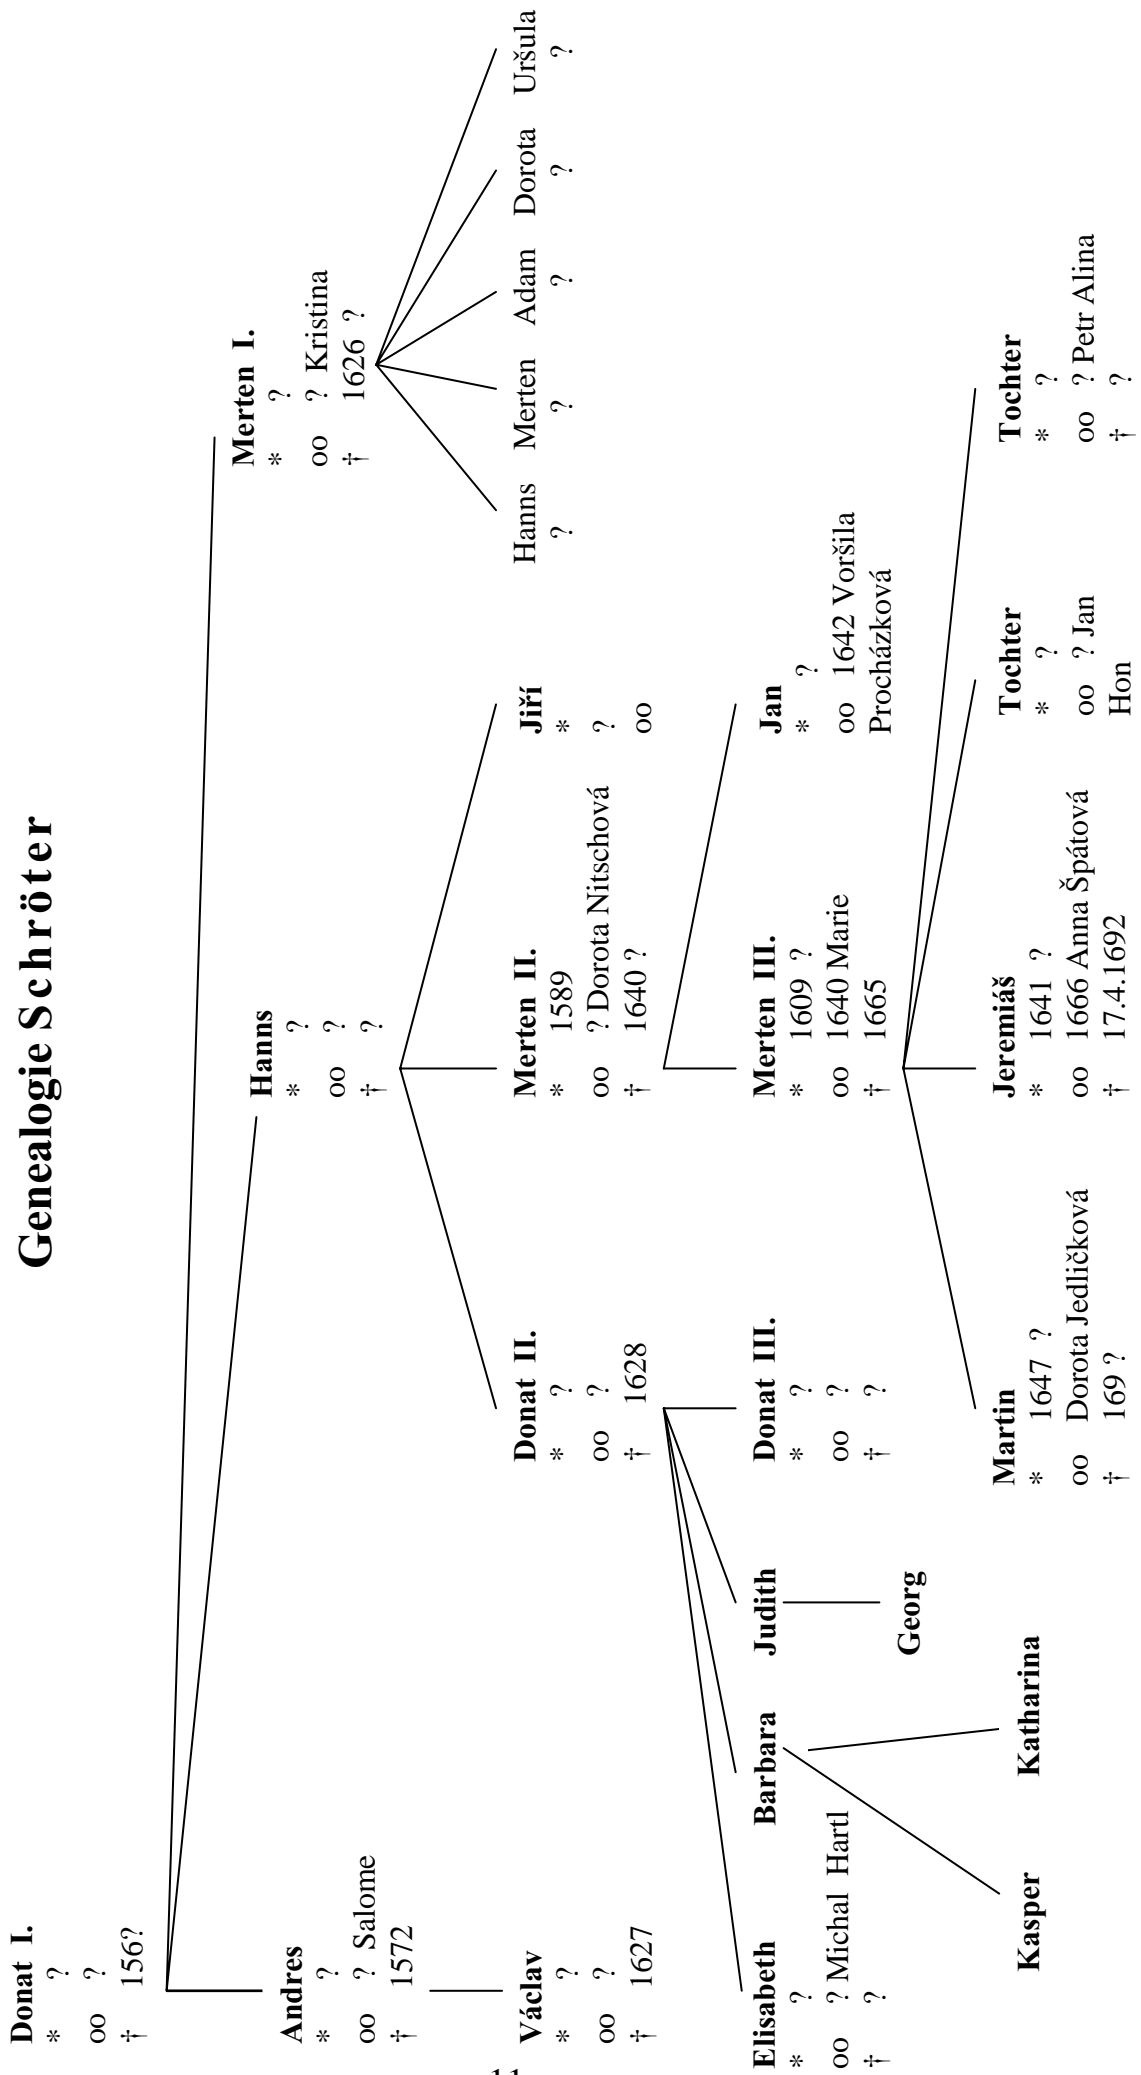 Genealogie Schröter
Donat I.
* ?
oo ?
† 156?
Andres
* ?
oo ? Salome
† 1572
Hanns
* ?
oo ?
† ?
Merten I.
* ?
oo ? Kristina
† 1626 ?
Václav
* ?
oo ?
† 1627
Donat II.
* ?
oo ?
† 1628
Merten II.
* 1589
oo ? Dorota Nitschová
† 1640 ?
Jiří
*
?
oo
Hanns
?
Merten
?
Adam
?
Dorota
?
Uršula
?
Elisabeth
* ?
oo ? Michal Hartl
† ?
Barbara
Judith
Donat III.
* ?
oo ?
† ?
Merten III.
* 1609 ?
oo 1640 Marie
† 1665
Jan
* ?
oo 1642 Voršila
Procházková
Georg
Kasper
Katharina
Martin
* 1647 ?
oo Dorota Jedličková
† 169 ?
Jeremiáš
* 1641 ?
oo 1666 Anna Špátová
† 17.4.1692
Tochter
* ?
oo ? Jan
Hon
Tochter
* ?
oo ? Petr Alina
† ?